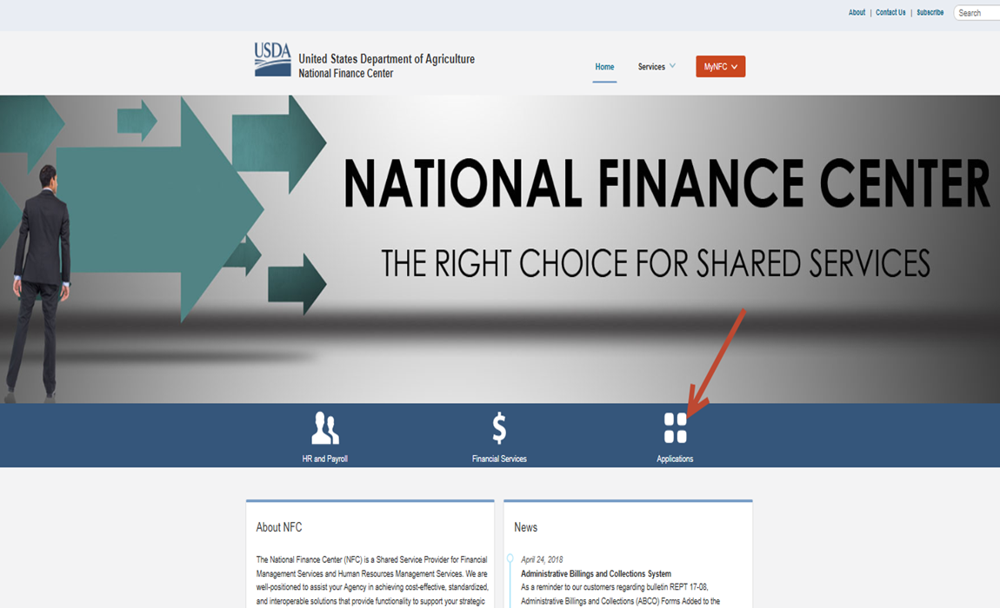 About | Contact Us | Subscribe Search
USDA
United States Department of Agriculture
National Finance Center
Home Services MyNFC
NATIONAL FINANCE CENTER
THE RIGHT CHOICE FOR SHARED SERVICES
HR and Payroll Financial Services Applications
About NFC
The National Finance Center (NFC) is a Shared Service Provider for Financial
Management Services and Human Resources Management Services. We are
well-positioned to assist your Agency in achieving cost-effective, standardized,
and interoperable solutions that provide functionality to support your strategic
News
April 24, 2018
Administrative Billings and Collections System
As a reminder to our customers regarding bulletin REPT 17-08,
Administrative Billings and Collections (ABCO) Forms Added to the